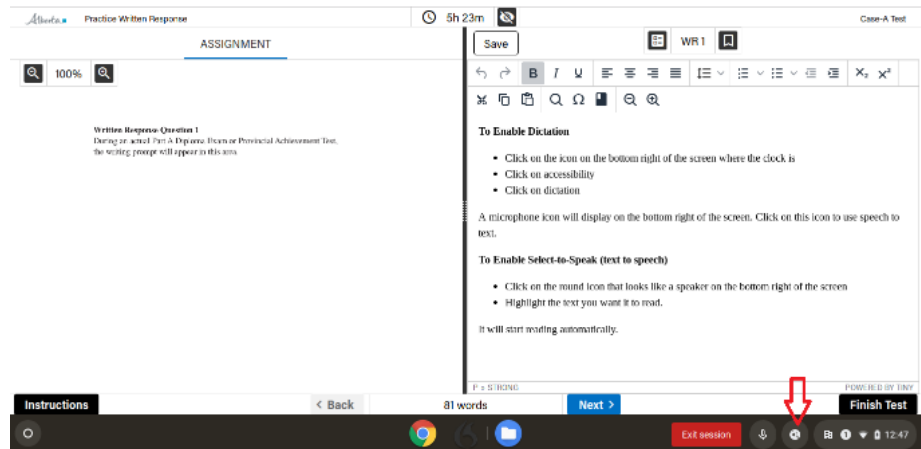 Alberta Practice Written Response
5h 23m
Case-A Test
ASSIGNMENT
Save
WR 1
100%
B I U
X₂ x²
Ω
Written Response Question 1
During an actual Part A Diploma Exam or Provincial Achievement Test,
the writing prompt will appear in this area.
To Enable Dictation
• Click on the icon on the bottom right of the screen where the clock is
• Click on accessibility
• Click on dictation
A microphone icon will display on the bottom right of the screen. Click on this icon to use speech to
text.
To Enable Select-to-Speak (text to speech)
• Click on the round icon that looks like a speaker on the bottom right of the screen
• Highlight the text you want it to read.
It will start reading automatically.
P » STRONG
POWERED BY TINY
Instructions
< Back
81 words
Next >
Finish Test
Exit session
1
12:47